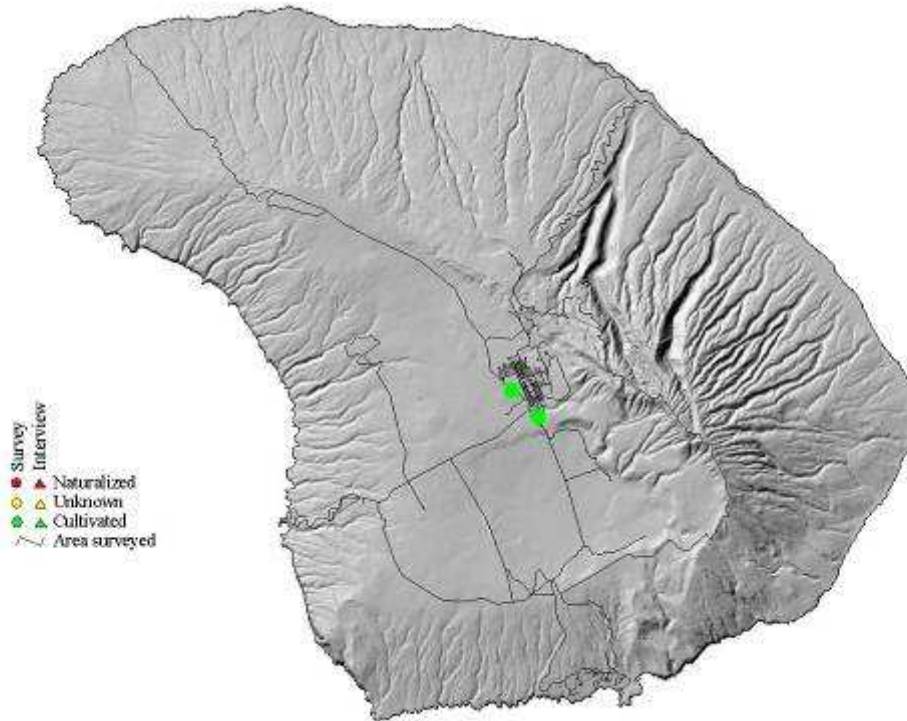 Survey
Interview
Naturalized
Unknown
Cultivated
Area surveyed